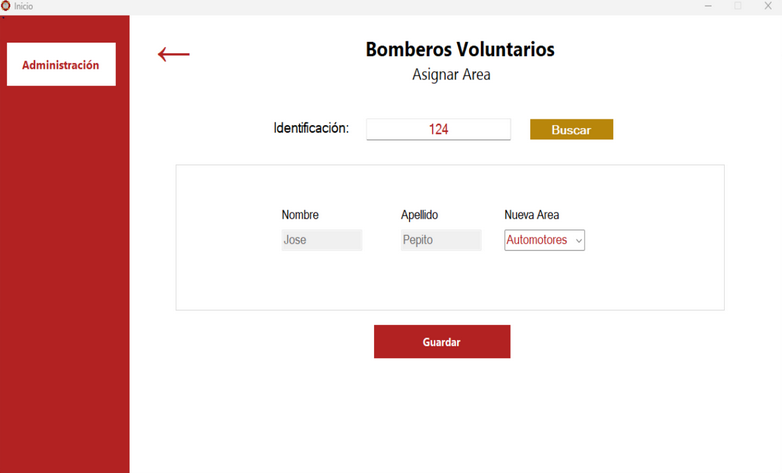 Inicio
Administración
Bomberos Voluntarios
Asignar Area
Identificación: 124 Buscar
Nombre Apellido Nueva Area
Jose Pepito Automotores
Guardar